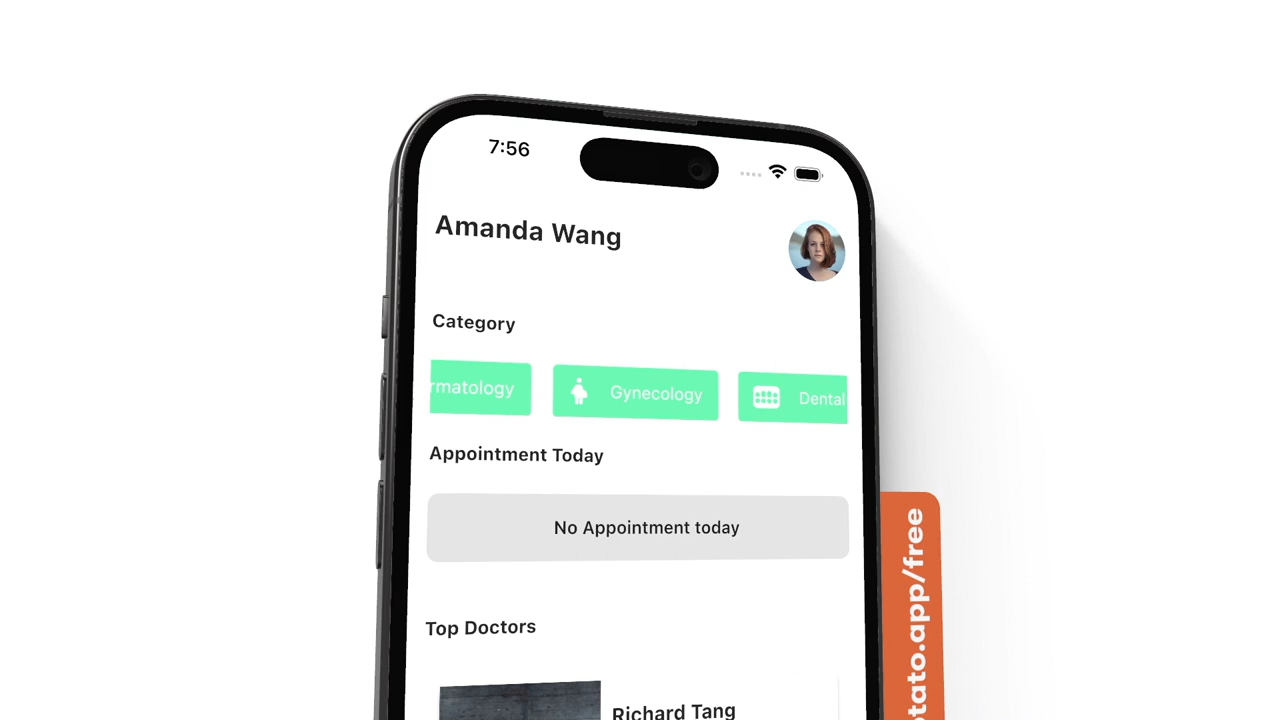 7:56
Amanda Wang
Category
rmatology
Gynecology
Dental
Appointment Today
No Appointment today
Top Doctors
Richard Tang
tato.app/free